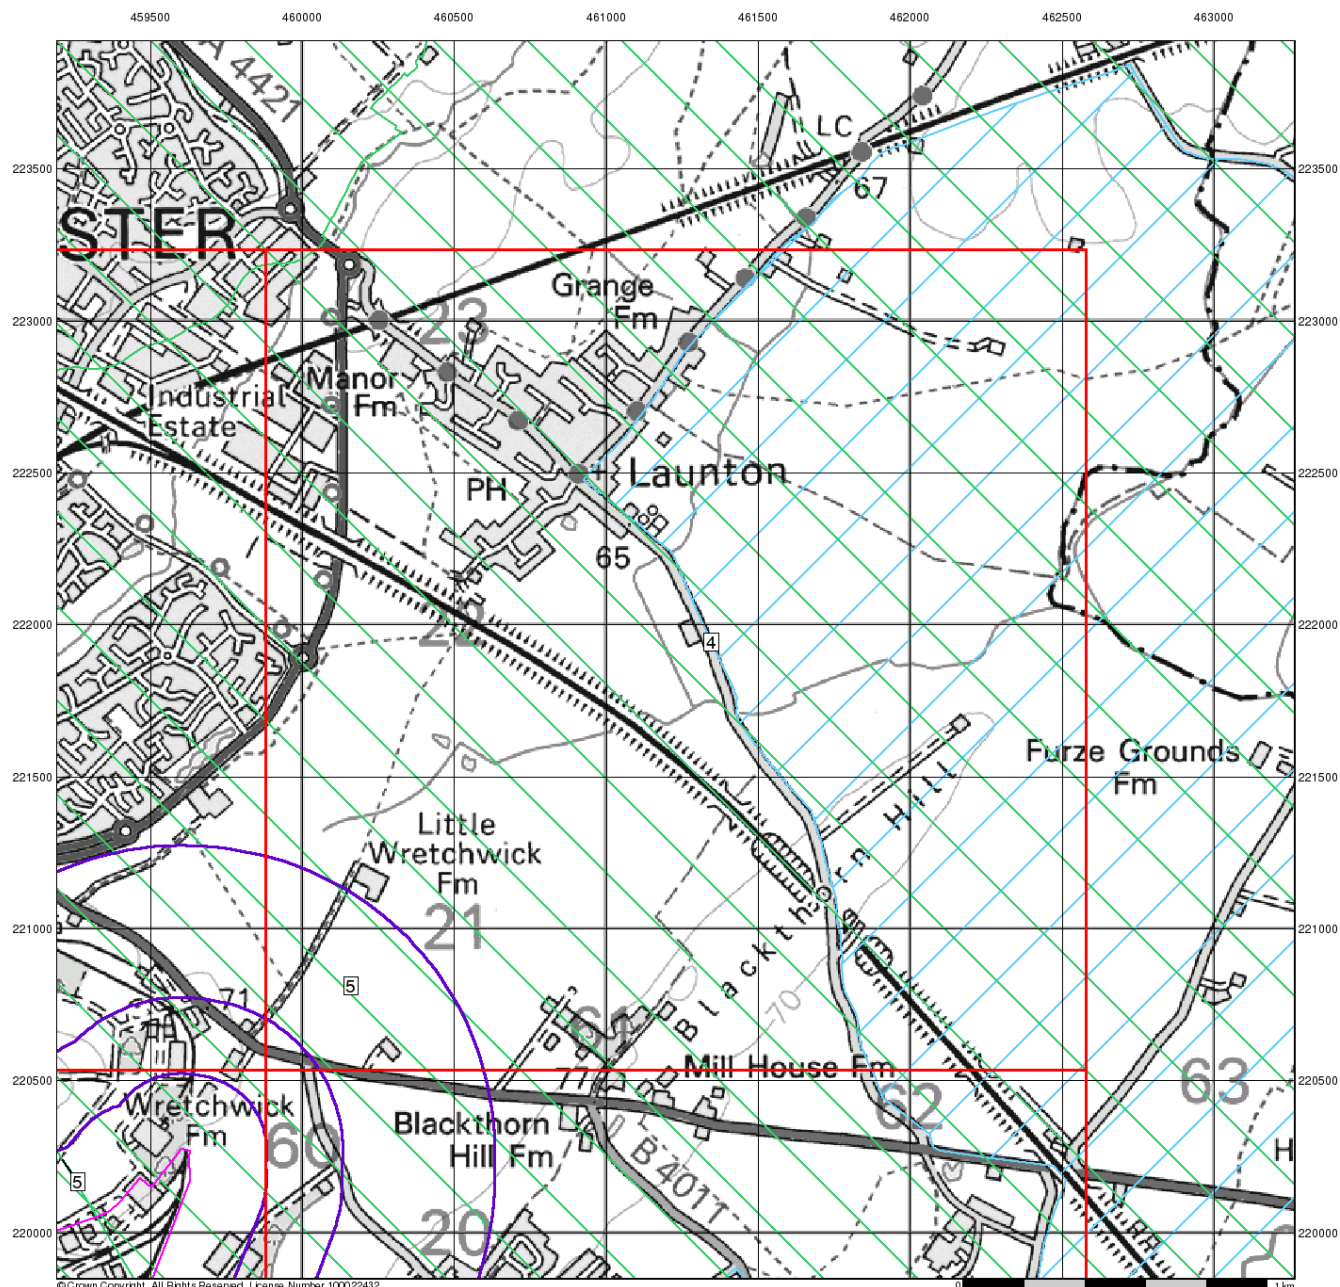 459500 460000 460500 461000 461500 462000 462500 463000
A 4421
LC
223500 223500
67
STER
Grange
Fm
23
223000 223000
Manor
Fm
Industrial
Estate
Launton
222500 222500
PH
65
22
222000 222000
4
Furze Grounds
Fm
221500 221500
Little
Wretchwick
Fm
21
Blackthorn Hill
221000 221000
5
71
61
70
Mill House Fm
63
220500 220500
62
Wretchwick
Fm
60
Blackthorn
Hill Fm
B 4011
H
5
20
220000 220000
© Crown Copyright. All Rights Reserved. License Number 100022432
0 1 km